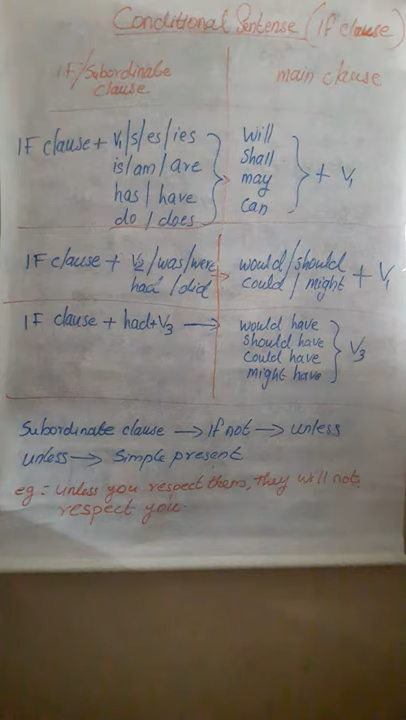 Conditional Sentence (If clause)
IF/Subordinate clause
main clause
IF clause + V1/s/es/ies
is/am/are
has/have
do/does
will
shall
may
can
+ V1
IF clause + V2/was/were
had/did
would/should
could/might
+ V1
IF clause + had+V3 →
would have
should have
could have
might have
V3
Subordinate clause → If not → unless
unless → Simple present
eg = unless you respect them, they will not
respect you.